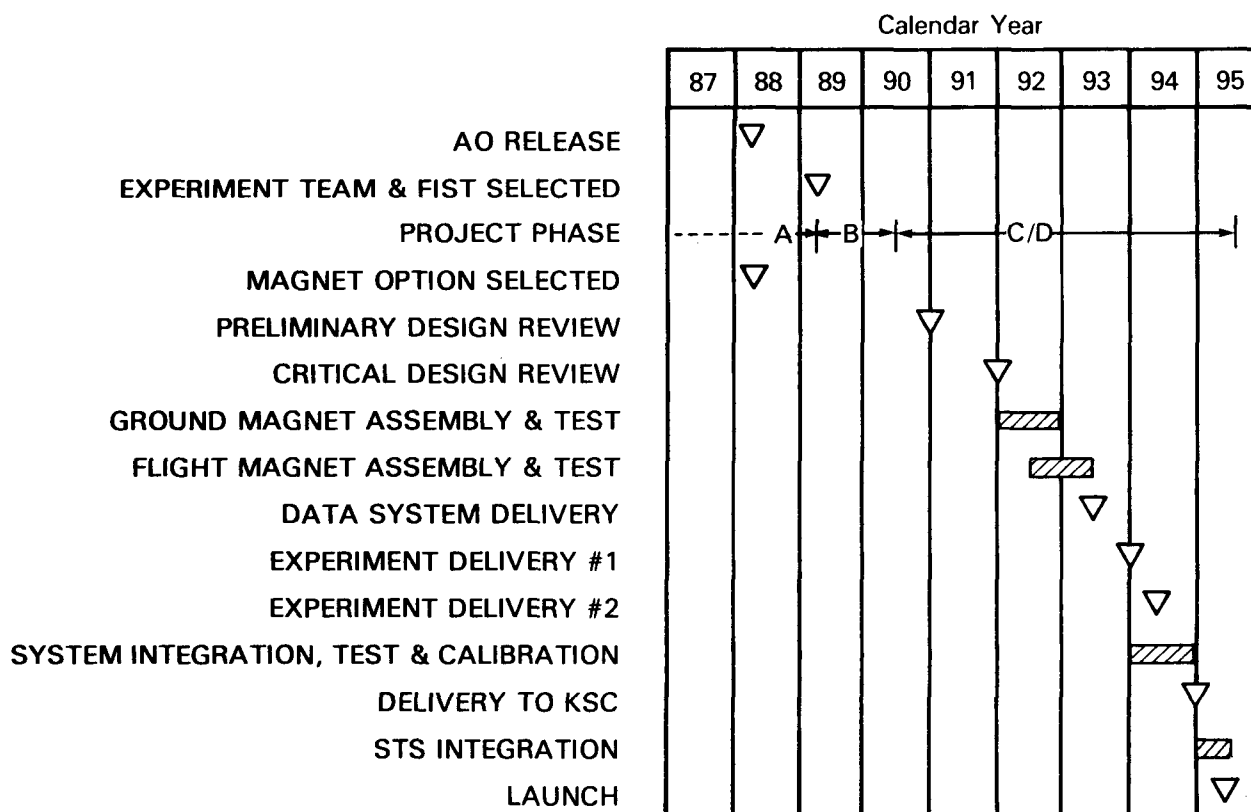 Calendar Year
87 88 89 90 91 92 93 94 95
AO RELEASE
EXPERIMENT TEAM & FIST SELECTED
PROJECT PHASE A B C/D
MAGNET OPTION SELECTED
PRELIMINARY DESIGN REVIEW
CRITICAL DESIGN REVIEW
GROUND MAGNET ASSEMBLY & TEST
FLIGHT MAGNET ASSEMBLY & TEST
DATA SYSTEM DELIVERY
EXPERIMENT DELIVERY #1
EXPERIMENT DELIVERY #2
SYSTEM INTEGRATION, TEST & CALIBRATION
DELIVERY TO KSC
STS INTEGRATION
LAUNCH